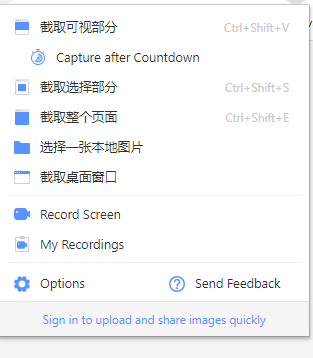 截取可视部分 Ctrl+Shift+V
Capture after Countdown
截取选择部分 Ctrl+Shift+S
截取整个页面 Ctrl+Shift+E
选择一张本地图片
截取桌面窗口
Record Screen
My Recordings
Options Send Feedback
Sign in to upload and share images quickly